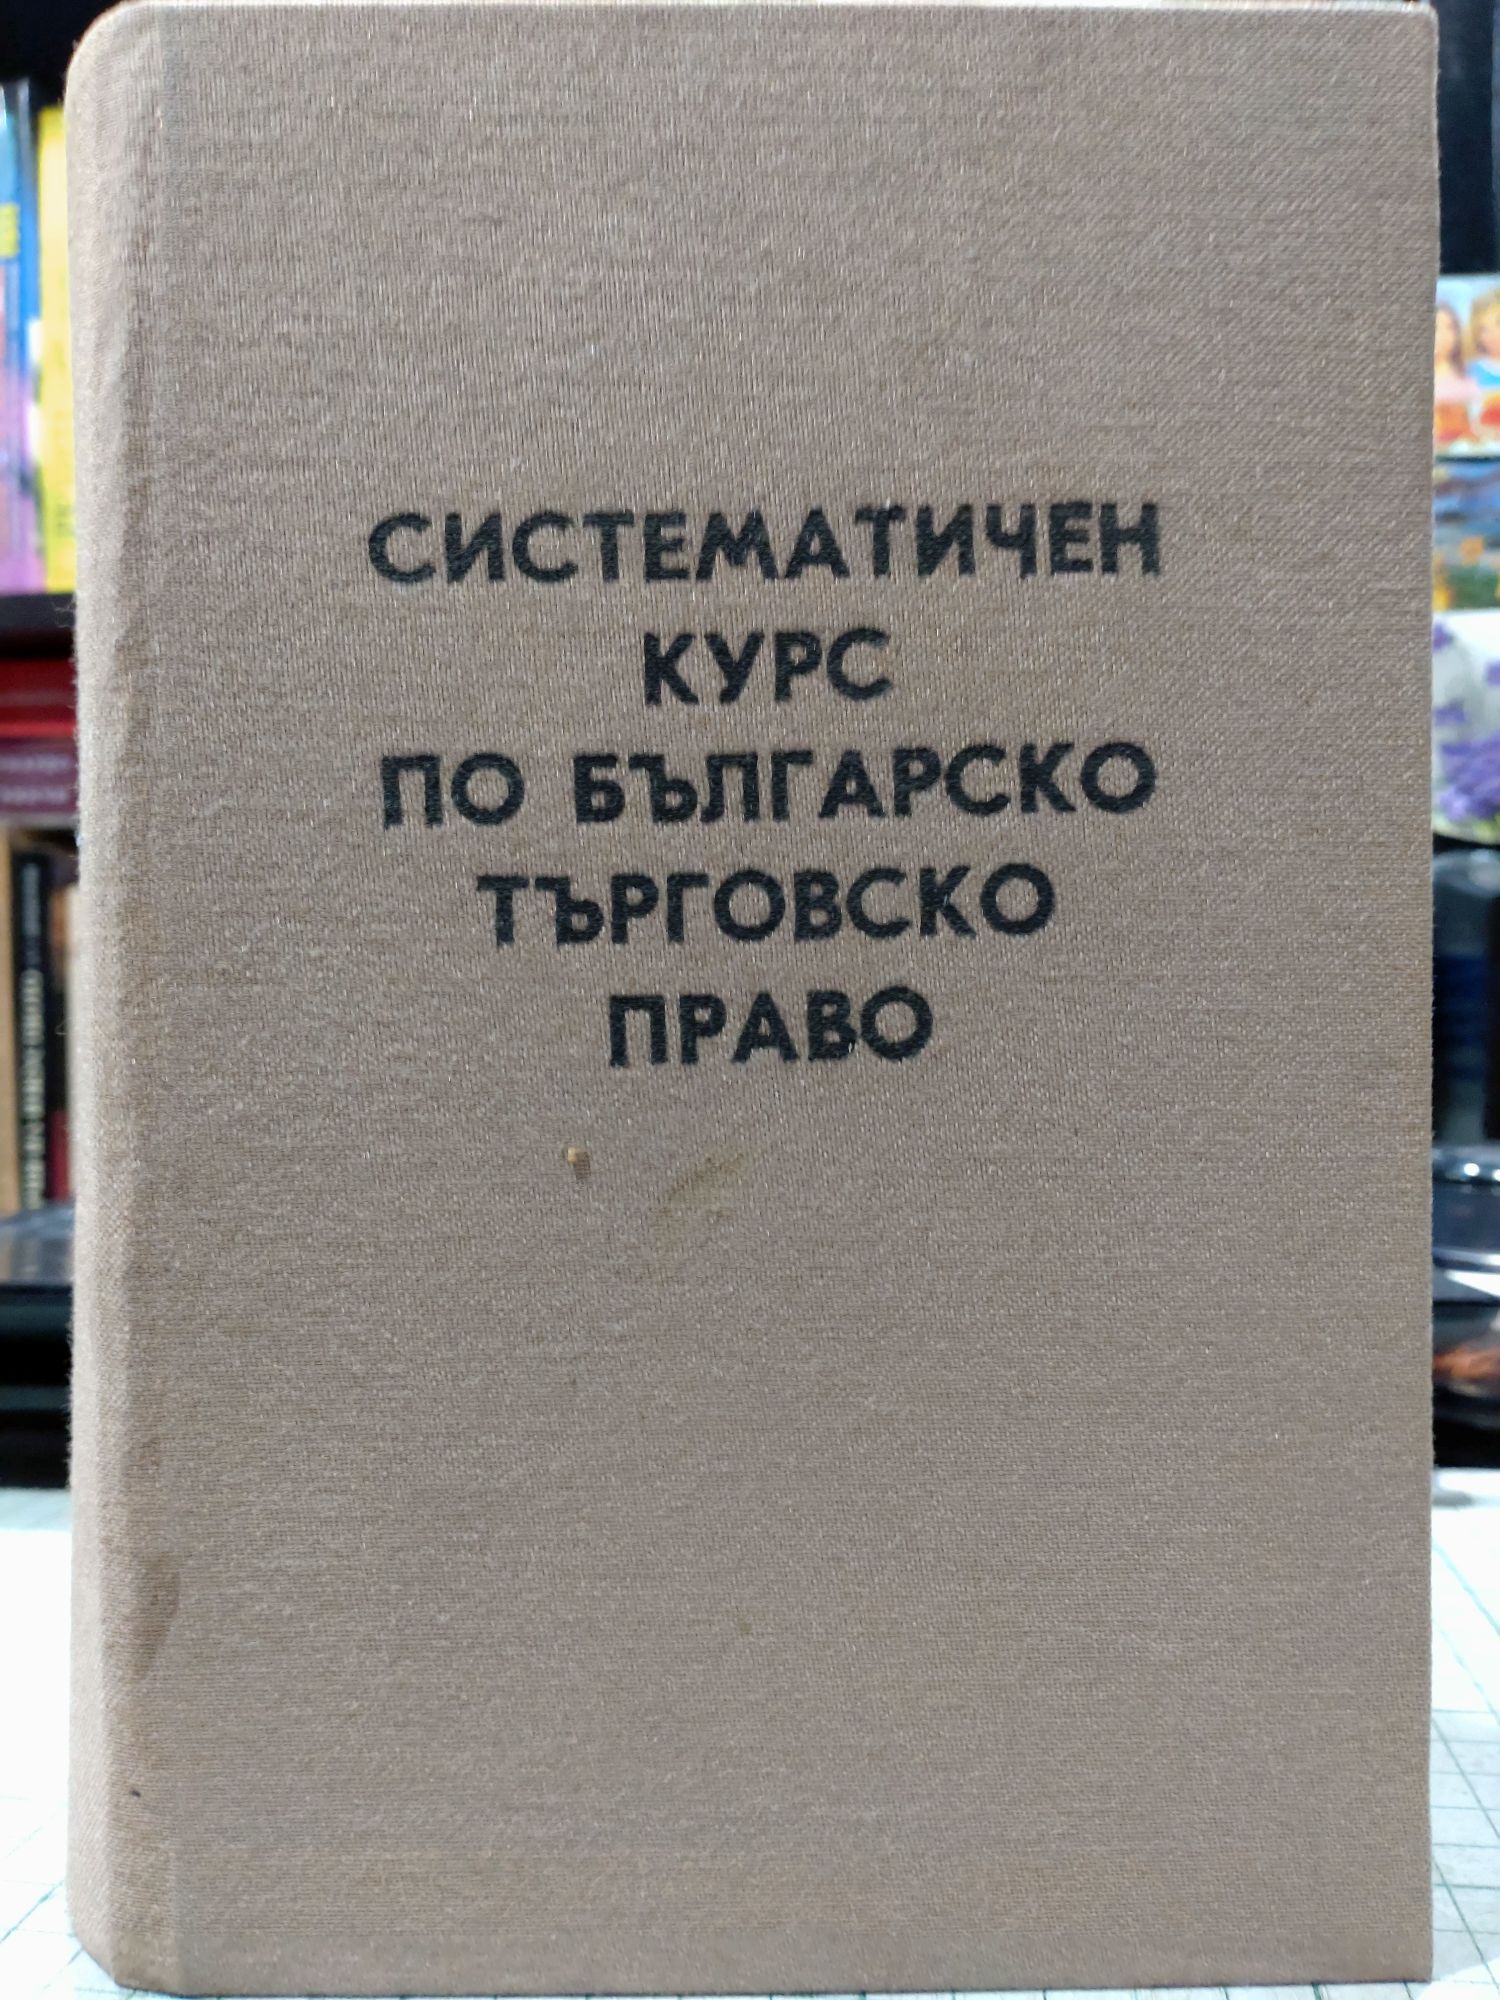 СИСТЕМАТИЧЕН
КУРС
ПО БЪЛГАРСКО
ТЪРГОВСКО
ПРАВО